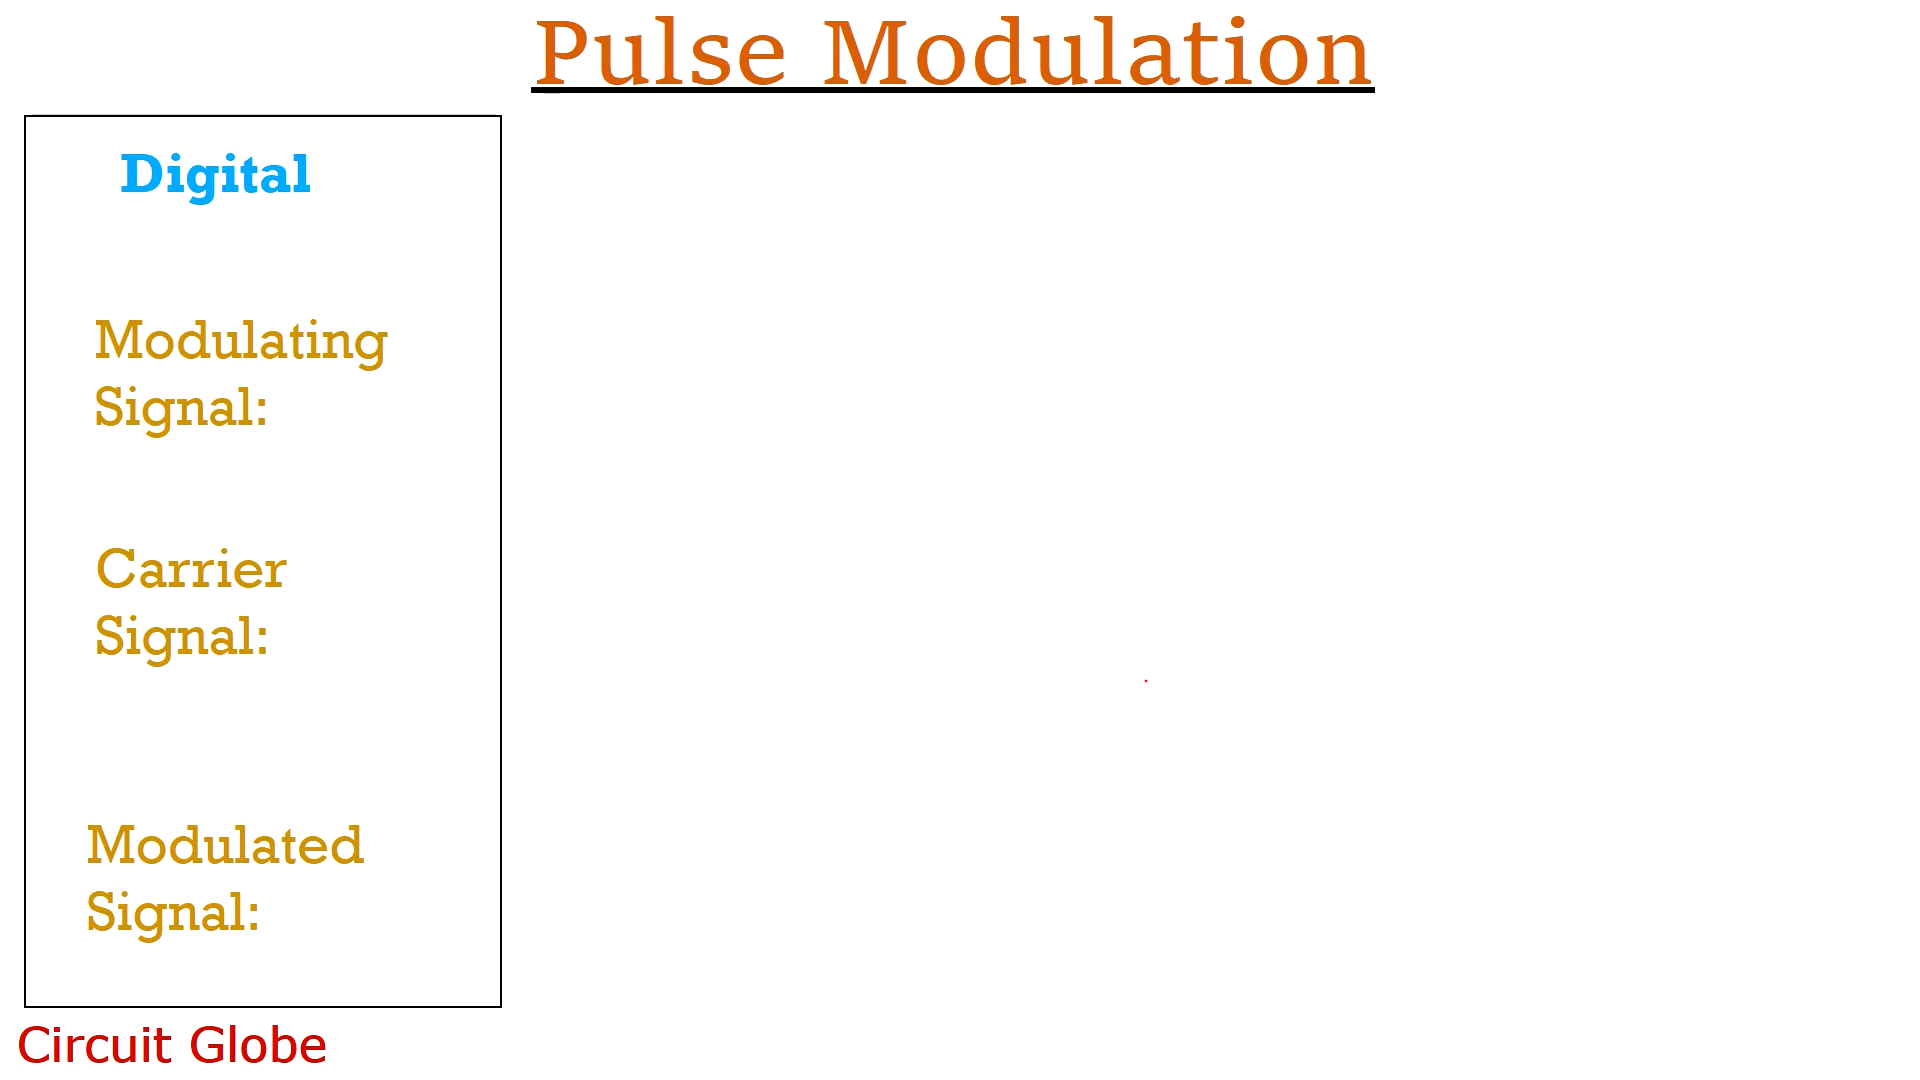 Pulse Modulation
Digital
Modulating
Signal:
Carrier
Signal:
Modulated
Signal:
Circuit Globe